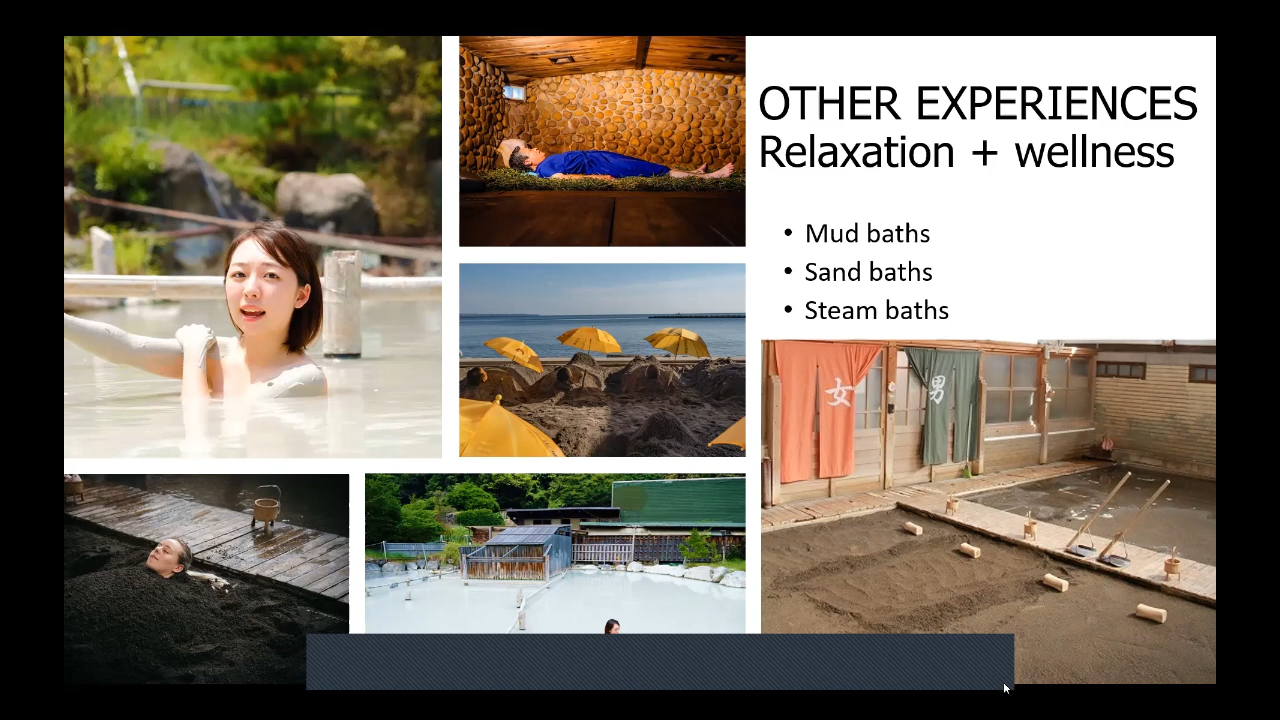 OTHER EXPERIENCES
Relaxation + wellness
• Mud baths
• Sand baths
• Steam baths
女 男